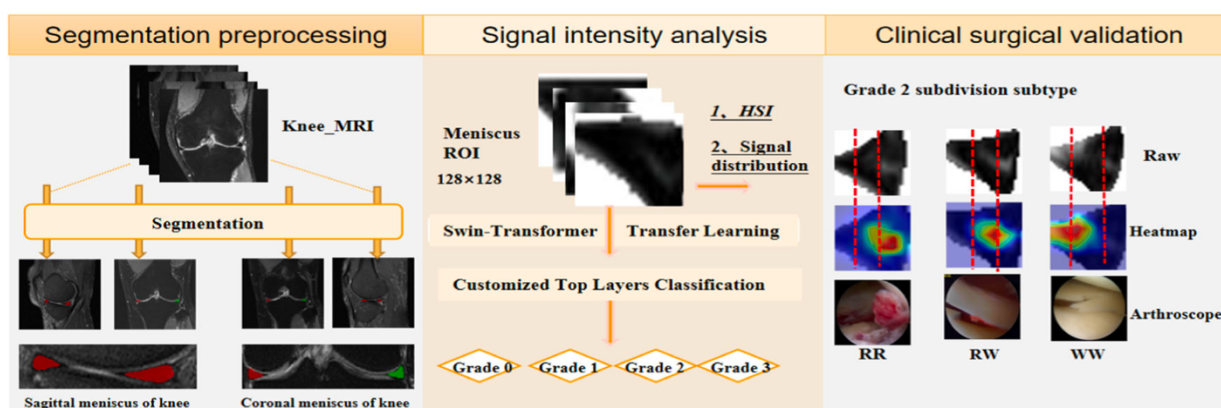 Segmentation preprocessing
Knee_MRI
Segmentation
Sagittal meniscus of knee
Coronal meniscus of knee
Signal intensity analysis
Meniscus
ROI
128×128
1、HSI
2、Signal
distribution
Swin-Transformer
Transfer Learning
Customized Top Layers Classification
Grade 0
Grade 1
Grade 2
Grade 3
Clinical surgical validation
Grade 2 subdivision subtype
Raw
Heatmap
Arthroscope
RR
RW
WW